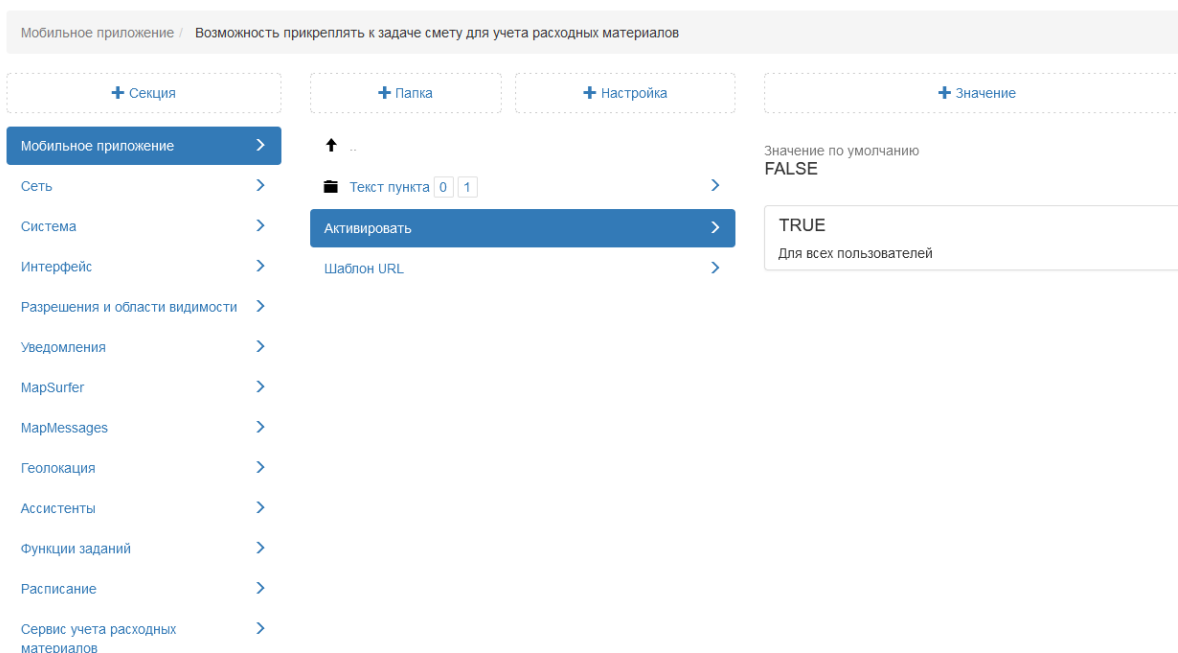 Мобильное приложение / Возможность прикреплять к задаче смету для учета расходных материалов
+ Секция
Мобильное приложение
Сеть
Система
Интерфейс
Разрешения и области видимости
Уведомления
MapSurfer
MapMessages
Геолокация
Ассистенты
Функции заданий
Расписание
Сервис учета расходных
материалов
+ Папка
+ Настройка
..
Текст пункта 0 1
Активировать
Шаблон URL
+ Значение
Значение по умолчанию
FALSE
TRUE
Для всех пользователей